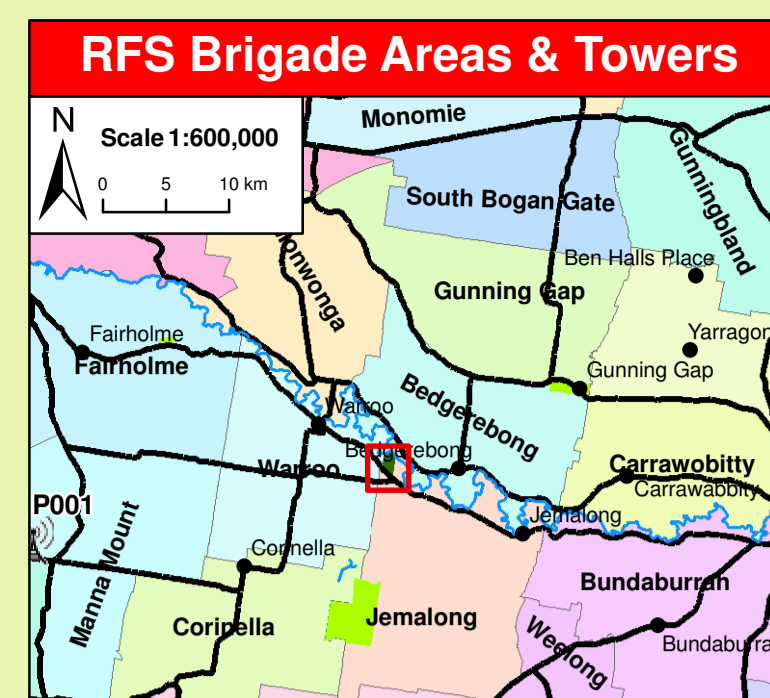 RFS Brigade Areas & Towers
N
Scale 1:600,000
0 5 10 km
Monomie
South Bogan Gate
Gunningbland
Ben Halls Place
Gunning Gap
Yarragon
Fairholme
Fairholme
Gunning Gap
Bedgerebong
Warroo
Bedgerebong
Warroo
Carrawobitty
Carrawabbity
P001
Jemalong
Manna Mount
Corinella
Bundaburrah
Corinella
Jemalong
Weelong
Bundaburra